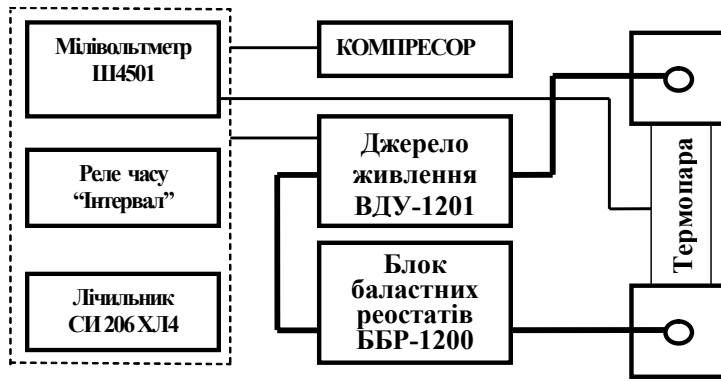 Мілівольтметр
Ш4501
КОМПРЕСОР
Джерело
живлення
ВДУ-1201
Реле часу
“Інтервал”
Термопара
Блок
баластних
реостатів
ББР-1200
Лічильник
СИ 206 ХЛ4